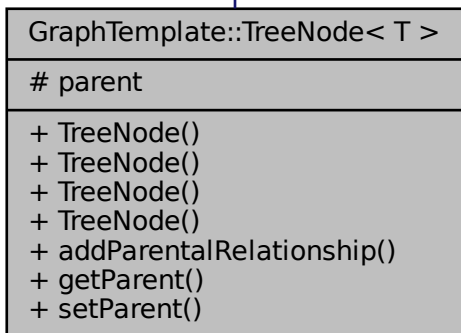 GraphTemplate::TreeNode< T >
# parent
+ TreeNode()
+ TreeNode()
+ TreeNode()
+ TreeNode()
+ addParentalRelationship()
+ getParent()
+ setParent()